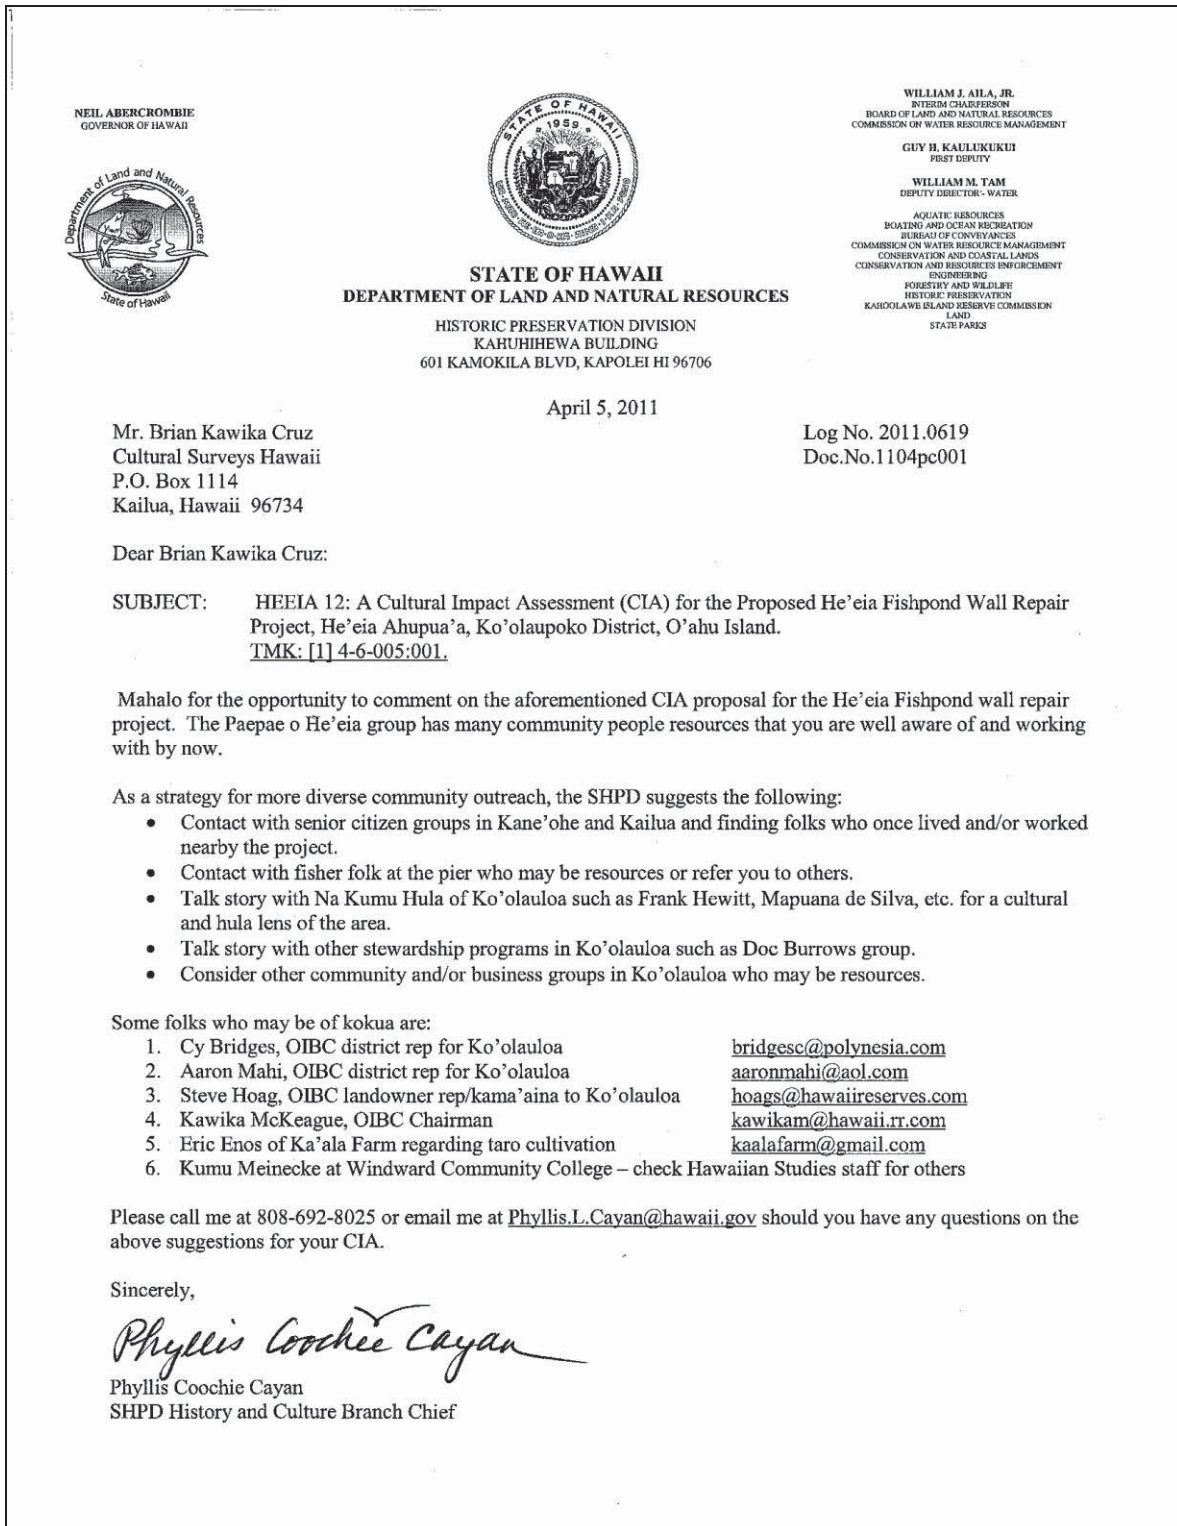 NEIL ABERCROMBIE
GOVERNOR OF HAWAII
Department of Land and Natural Resources
State of Hawaii
STATE OF HAWAII
1959
STATE OF HAWAII
DEPARTMENT OF LAND AND NATURAL RESOURCES
HISTORIC PRESERVATION DIVISION
KAHUHIHEWA BUILDING
601 KAMOKILA BLVD, KAPOLEI HI 96706
WILLIAM J. AILA, JR.
INTERIM CHAIRPERSON
BOARD OF LAND AND NATURAL RESOURCES
COMMISSION ON WATER RESOURCE MANAGEMENT
GUY H. KAULUKUKUI
FIRST DEPUTY
WILLIAM M. TAM
DEPUTY DIRECTOR - WATER
AQUATIC RESOURCES
BOATING AND OCEAN RECREATION
BUREAU OF CONVEYANCES
COMMISSION ON WATER RESOURCE MANAGEMENT
CONSERVATION AND COASTAL LANDS
CONSERVATION AND RESOURCES ENFORCEMENT
ENGINEERING
FORESTRY AND WILDLIFE
HISTORIC PRESERVATION
KAHOOLAWE ISLAND RESERVE COMMISSION
LAND
STATE PARKS
April 5, 2011
Mr. Brian Kawika Cruz
Cultural Surveys Hawaii
P.O. Box 1114
Kailua, Hawaii 96734
Log No. 2011.0619
Doc.No.1104pc001
Dear Brian Kawika Cruz:
SUBJECT: HEEIA 12: A Cultural Impact Assessment (CIA) for the Proposed He'eia Fishpond Wall Repair
Project, He'eia Ahupua'a, Ko'olaupoko District, O'ahu Island.
TMK: [1] 4-6-005:001.
Mahalo for the opportunity to comment on the aforementioned CIA proposal for the He'eia Fishpond wall repair
project. The Paepae o He'eia group has many community people resources that you are well aware of and working
with by now.
As a strategy for more diverse community outreach, the SHPD suggests the following:
• Contact with senior citizen groups in Kane'ohe and Kailua and finding folks who once lived and/or worked
nearby the project.
• Contact with fisher folk at the pier who may be resources or refer you to others.
• Talk story with Na Kumu Hula of Ko'olauloa such as Frank Hewitt, Mapuana de Silva, etc. for a cultural
and hula lens of the area.
• Talk story with other stewardship programs in Ko'olauloa such as Doc Burrows group.
• Consider other community and/or business groups in Ko'olauloa who may be resources.
Some folks who may be of kokua are:
1. Cy Bridges, OIBC district rep for Ko'olauloa bridgesc@polynesia.com
2. Aaron Mahi, OIBC district rep for Ko'olauloa aaronmahi@aol.com
3. Steve Hoag, OIBC landowner rep/kama'aina to Ko'olauloa hoags@hawaiireserves.com
4. Kawika McKeague, OIBC Chairman kawikam@hawaii.rr.com
5. Eric Enos of Ka'ala Farm regarding taro cultivation kaalafarm@gmail.com
6. Kumu Meinecke at Windward Community College – check Hawaiian Studies staff for others
Please call me at 808-692-8025 or email me at Phyllis.L.Cayan@hawaii.gov should you have any questions on the
above suggestions for your CIA.
Sincerely,
Phyllis Coochie Cayan
Phyllis Coochie Cayan
SHPD History and Culture Branch Chief